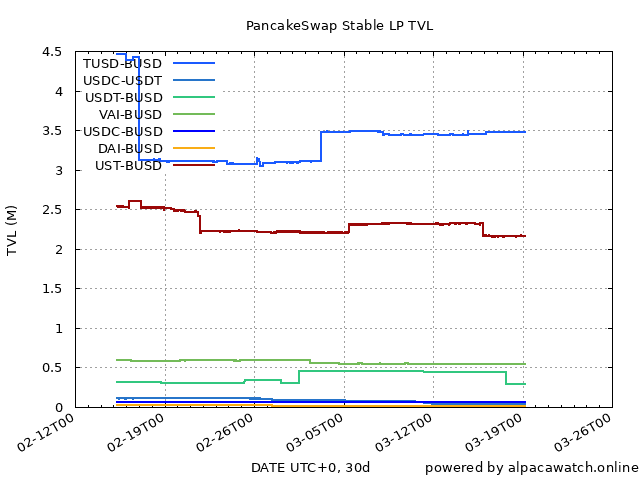 PancakeSwap Stable LP TVL
TVL (M)
4.5
4
3.5
3
2.5
2
1.5
1
0.5
0
TUSD-BUSD
USDC-USDT
USDT-BUSD
VAI-BUSD
USDC-BUSD
DAI-BUSD
UST-BUSD
02-12T00
02-19T00
02-26T00
03-05T00
03-12T00
03-19T00
03-26T00
DATE UTC+0, 30d
powered by alpacawatch.online